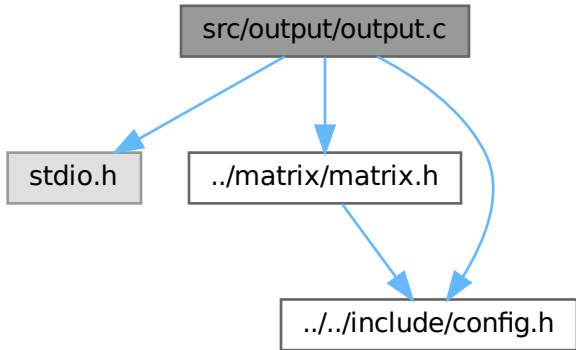 src/output/output.c
stdio.h
../matrix/matrix.h
../../include/config.h